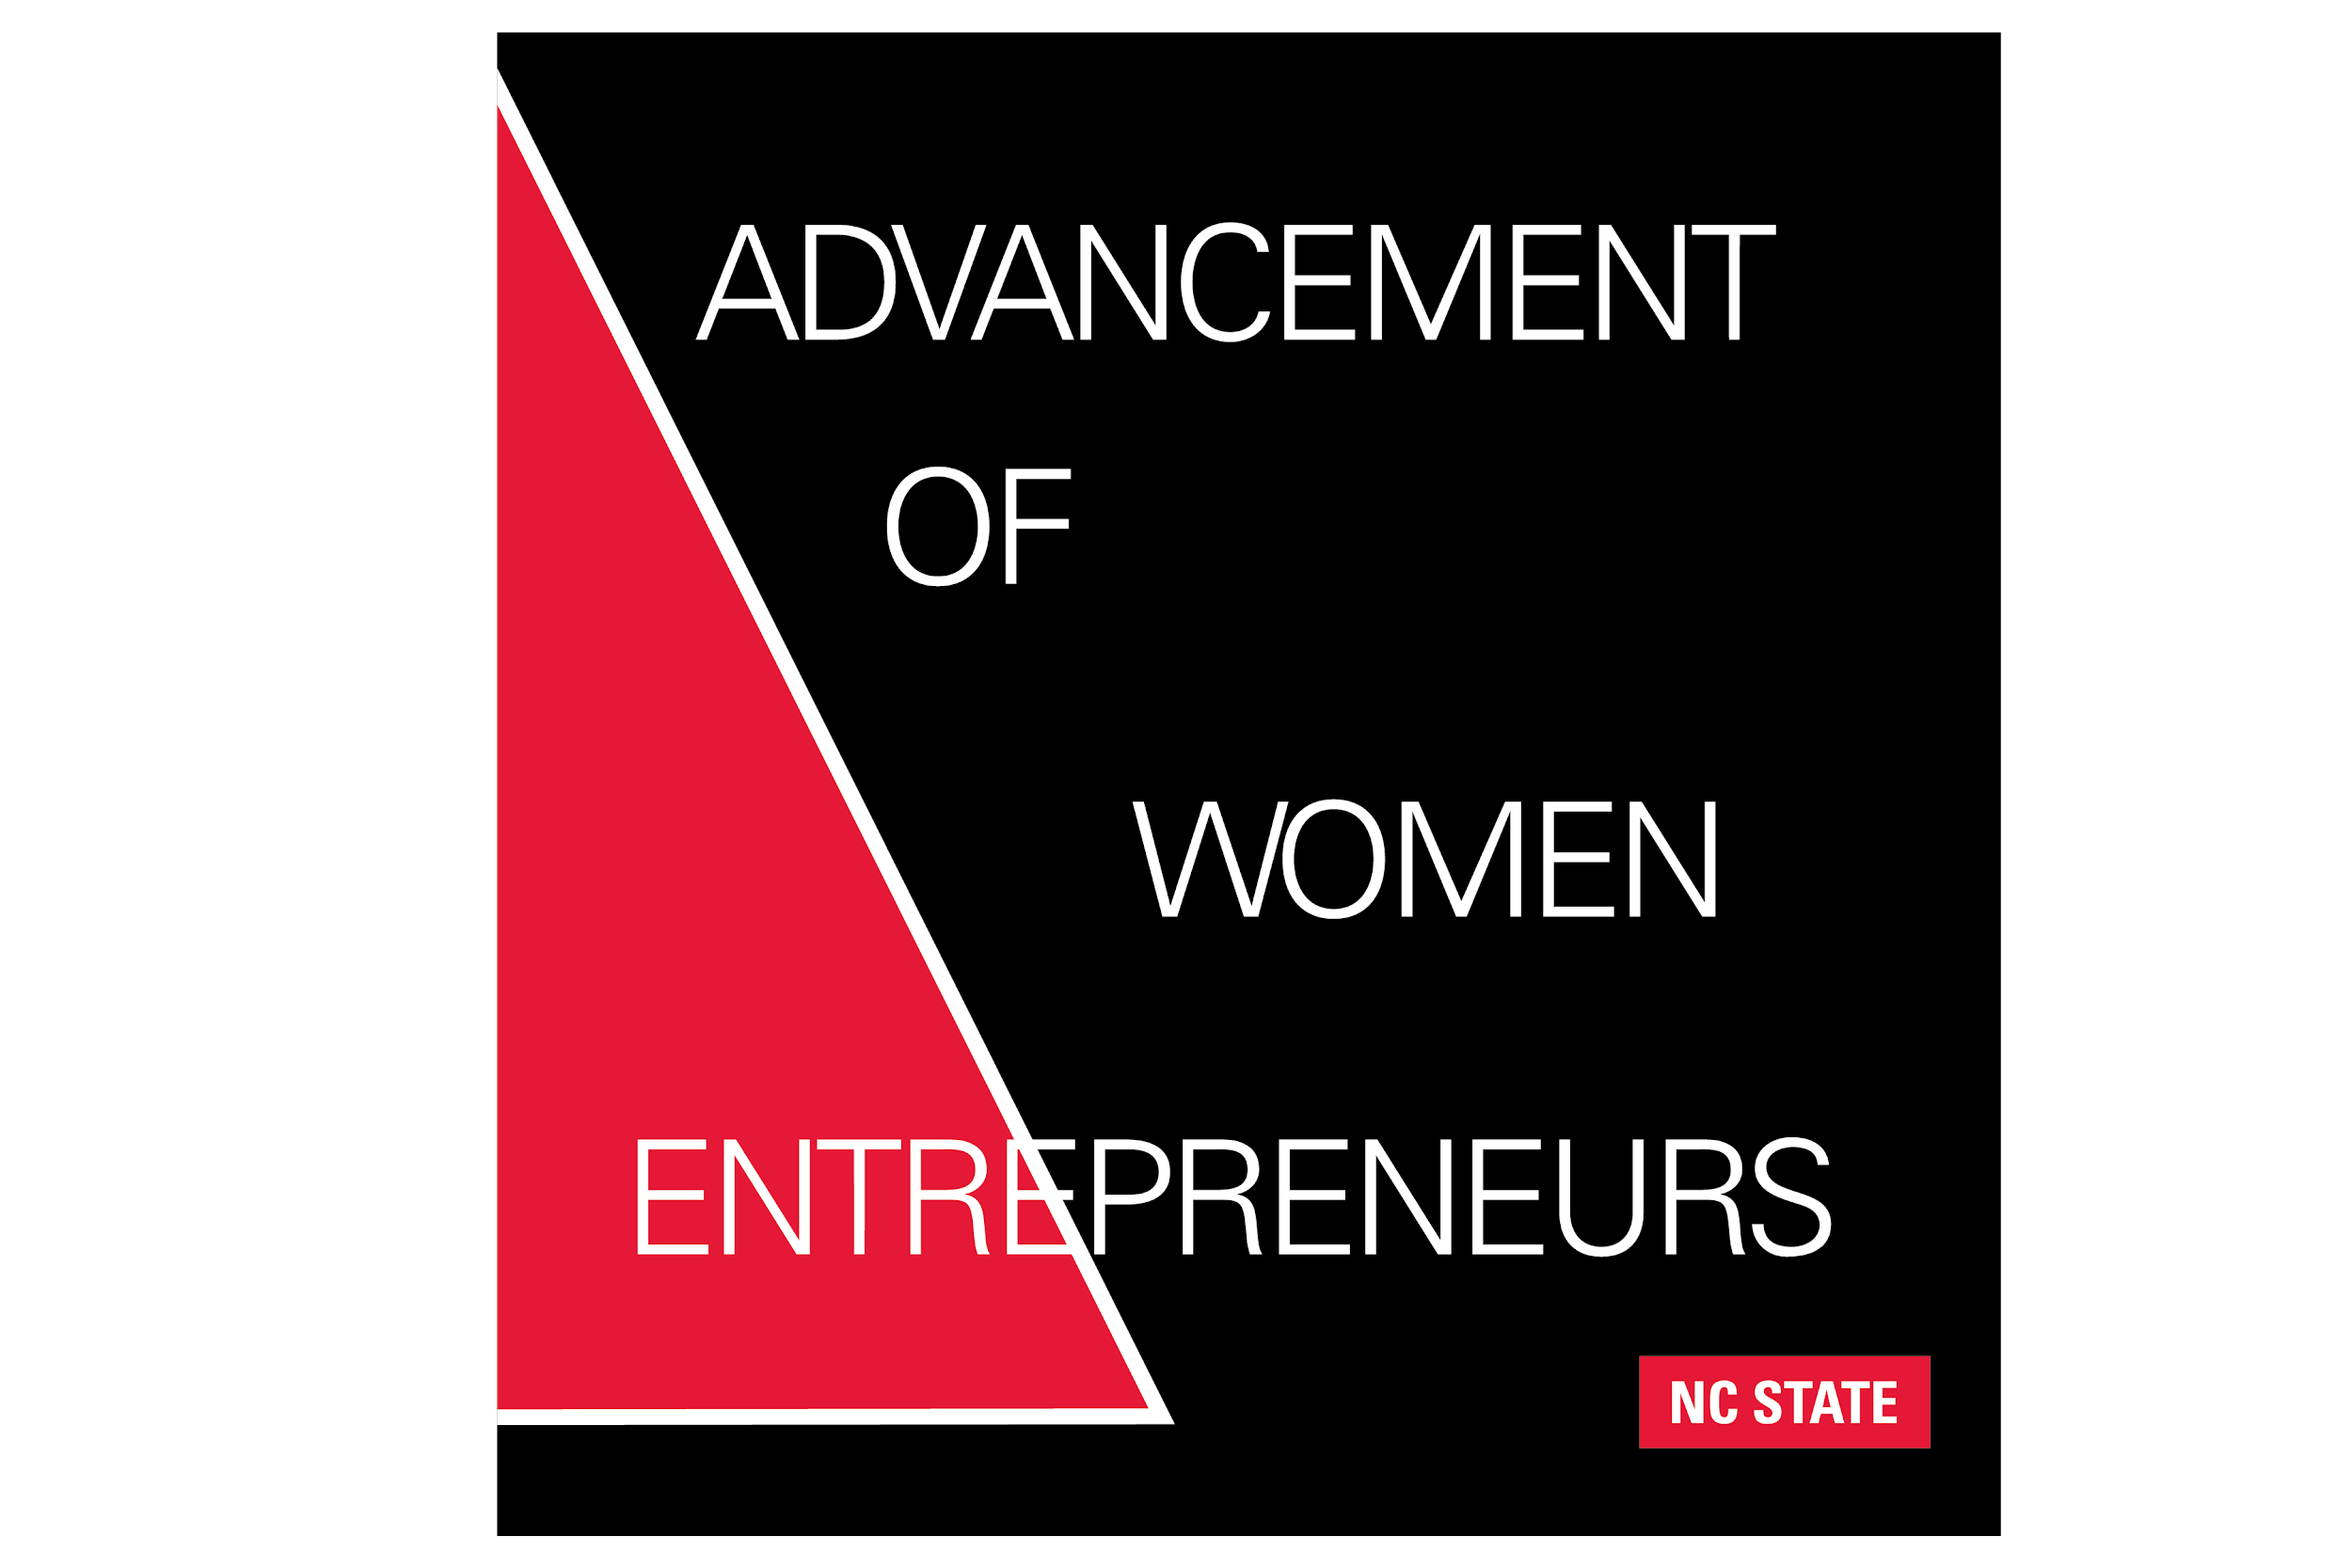 ADVANCEMENT
OF
WOMEN
ENTREPRENEURS
NC STATE